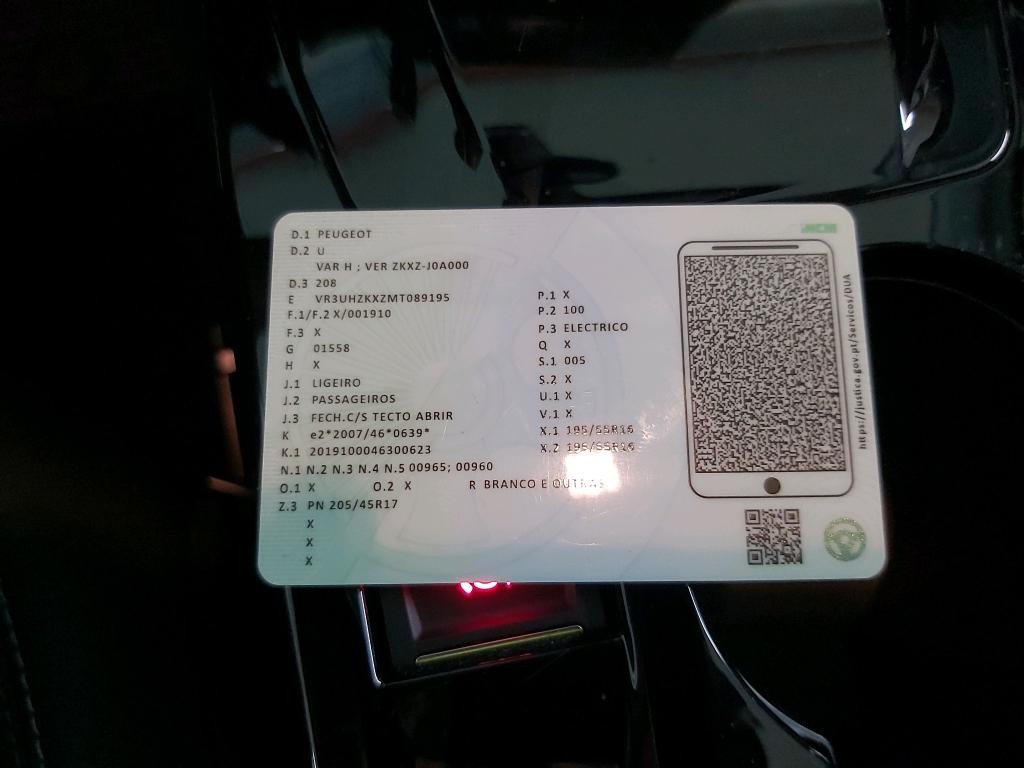 D.1 PEUGEOT
D.2 U
VAR H ; VER ZKXZ-J0A000
D.3 208
E VR3UHZKXZMT089195
F.1/F.2 X/001910
F.3 X
G 01558
H X
J.1 LIGEIRO
J.2 PASSAGEIROS
J.3 FECH.C/S TECTO ABRIR
K e2*2007/46*0639*
K.1 2019100046300623
N.1 N.2 N.3 N.4 N.5 00965; 00960
O.1 X O.2 X R BRANCO E OUTRAS
Z.3 PN 205/45R17
X
X
X
P.1 X
P.2 100
P.3 ELECTRICO
Q X
S.1 005
S.2 X
U.1 X
V.1 X
X.1 195/55R16
X.2 195/55R16
INCM
https://justica.gov.pt/Servicos/DUA